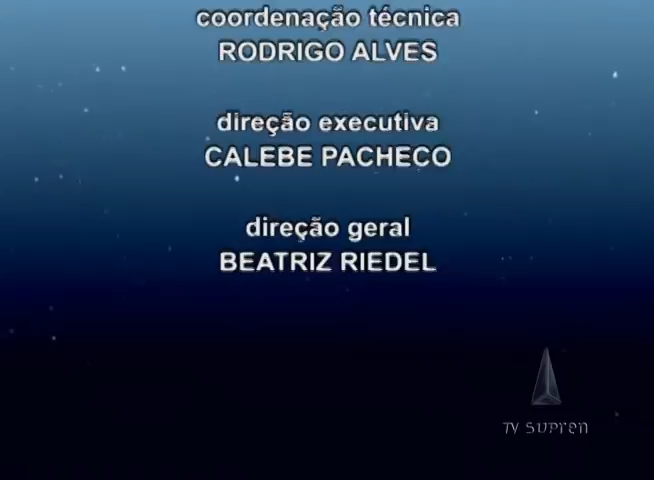 coordenação técnica
RODRIGO ALVES
direção executiva
CALEBE PACHECO
direção geral
BEATRIZ RIEDEL
TV SUPREN